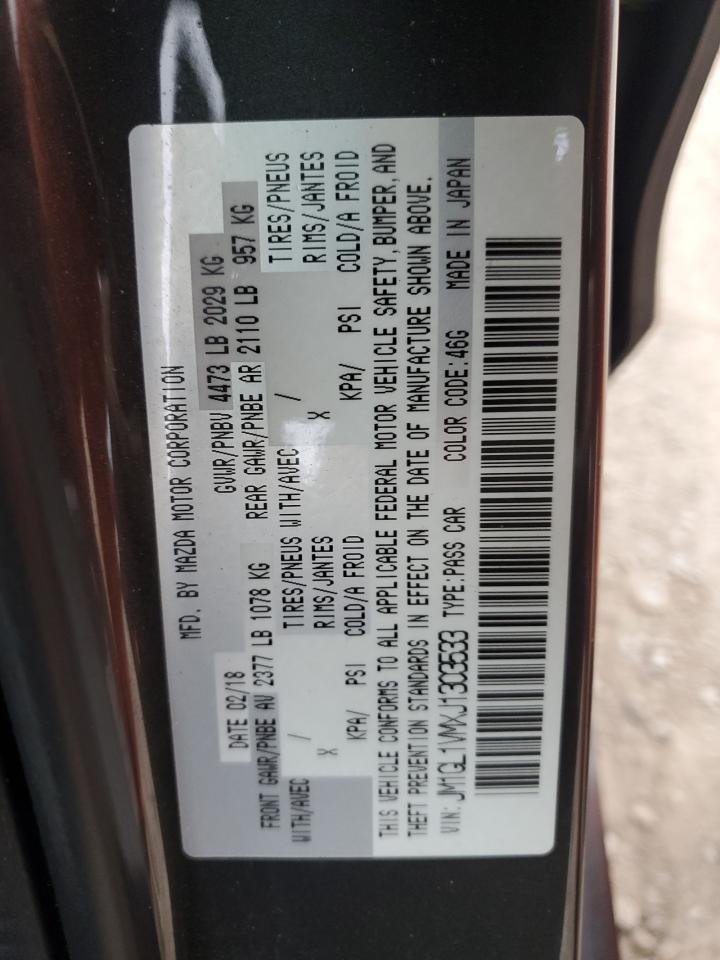 MFD. BY MAZDA MOTOR CORPORATION
DATE 02/18 GVWR/PNBV 4473 LB 2029 KG
FRONT GAWR/PNBE AV 2377 LB 1078 KG REAR GAWR/PNBE AR 2110 LB 957 KG
WITH/AVEC / TIRES/PNEUS WITH/AVEC / TIRES/PNEUS
X RIMS/JANTES X RIMS/JANTES
KPA/ PSI COLD/A FROID KPA/ PSI COLD/A FROID
THIS VEHICLE CONFORMS TO ALL APPLICABLE FEDERAL MOTOR VEHICLE SAFETY, BUMPER, AND
THEFT PREVENTION STANDARDS IN EFFECT ON THE DATE OF MANUFACTURE SHOWN ABOVE.
VIN: JM1GL1VMXJ1303533 TYPE:PASS CAR COLOR CODE:46G MADE IN JAPAN